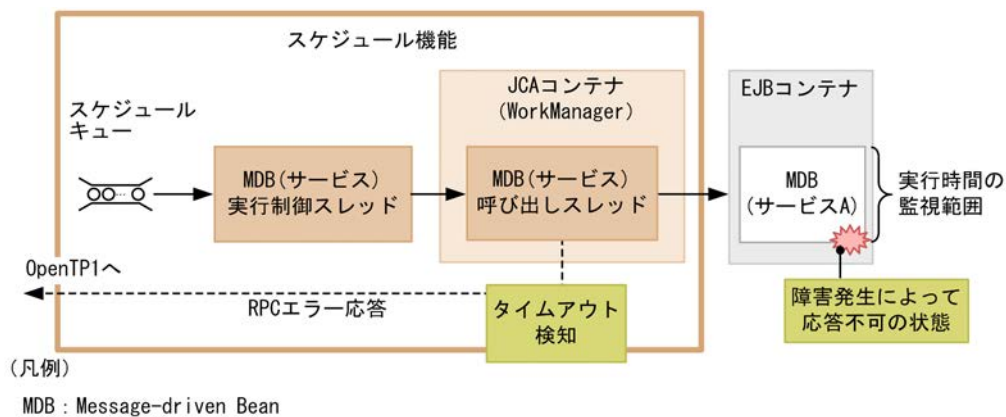 スケジュール機能
JCAコンテナ
(WorkManager)
EJBコンテナ
スケジュール
キュー
MDB(サービス)
実行制御スレッド
MDB(サービス)
呼び出しスレッド
MDB
(サービスA)
実行時間の
監視範囲
OpenTP1へ
RPCエラー応答
タイムアウト
検知
障害発生によって
応答不可の状態
(凡例)
MDB：Message-driven Bean